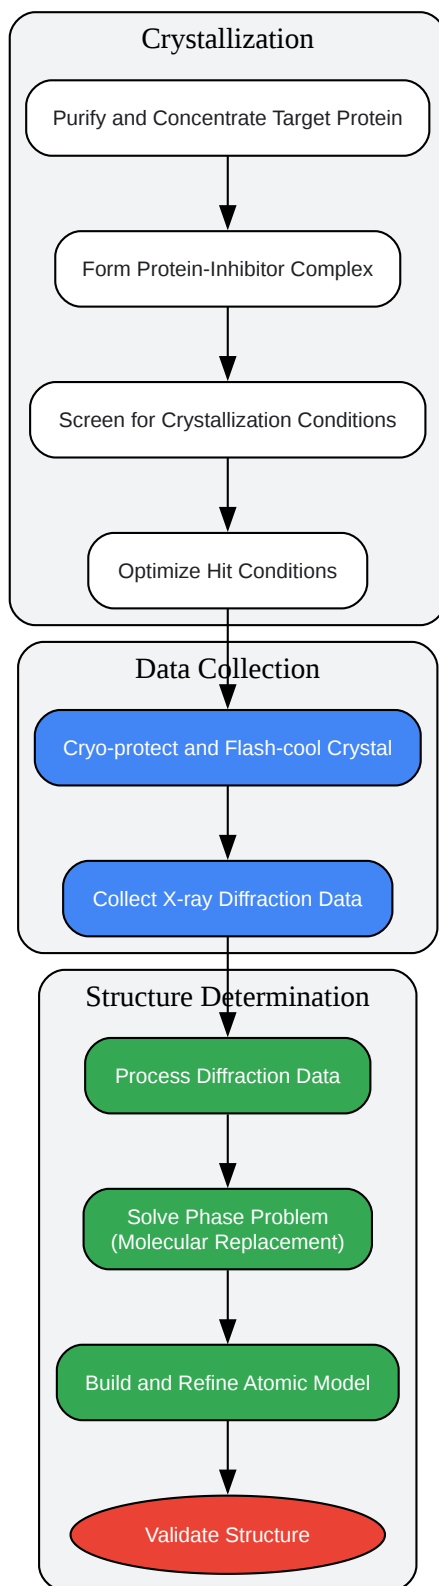 Crystallization
Purify and Concentrate Target Protein
Form Protein-Inhibitor Complex
Screen for Crystallization Conditions
Optimize Hit Conditions
Data Collection
Cryo-protect and Flash-cool Crystal
Collect X-ray Diffraction Data
Structure Determination
Process Diffraction Data
Solve Phase Problem
(Molecular Replacement)
Build and Refine Atomic Model
Validate Structure